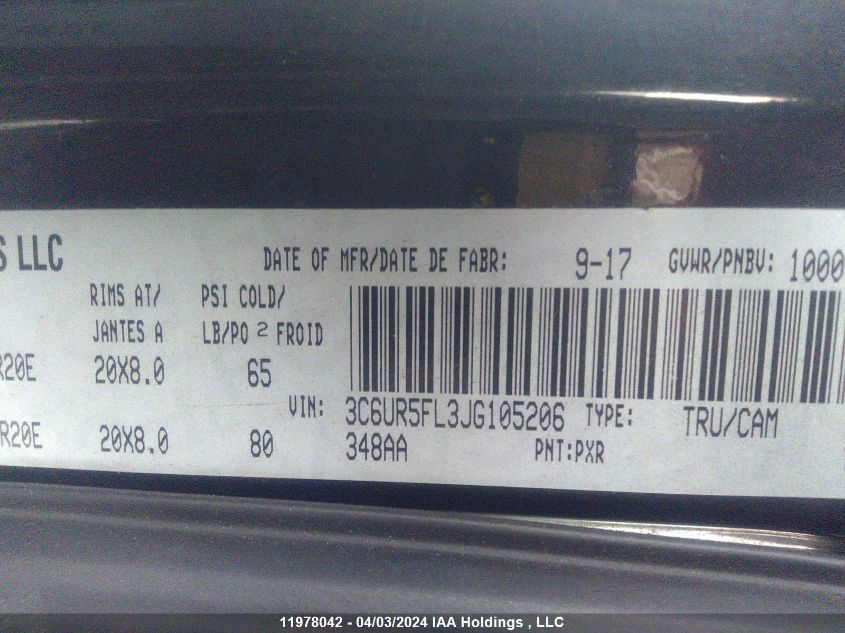 S LLC DATE OF MFR/DATE DE FABR: 9-17 GVWR/PNBV: 1000
RIMS AT/ PSI COLD/
JANTES A LB/PO 2 FROID
R20E 20X8.0 65
VIN: 3C6UR5FL3JG105206 TYPE: TRU/CAM
R20E 20X8.0 80 348AA PNT:PXR
11978042 - 04/03/2024 IAA Holdings , LLC